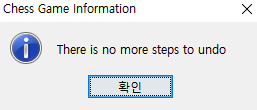 Chess Game Information
There is no more steps to undo
확인